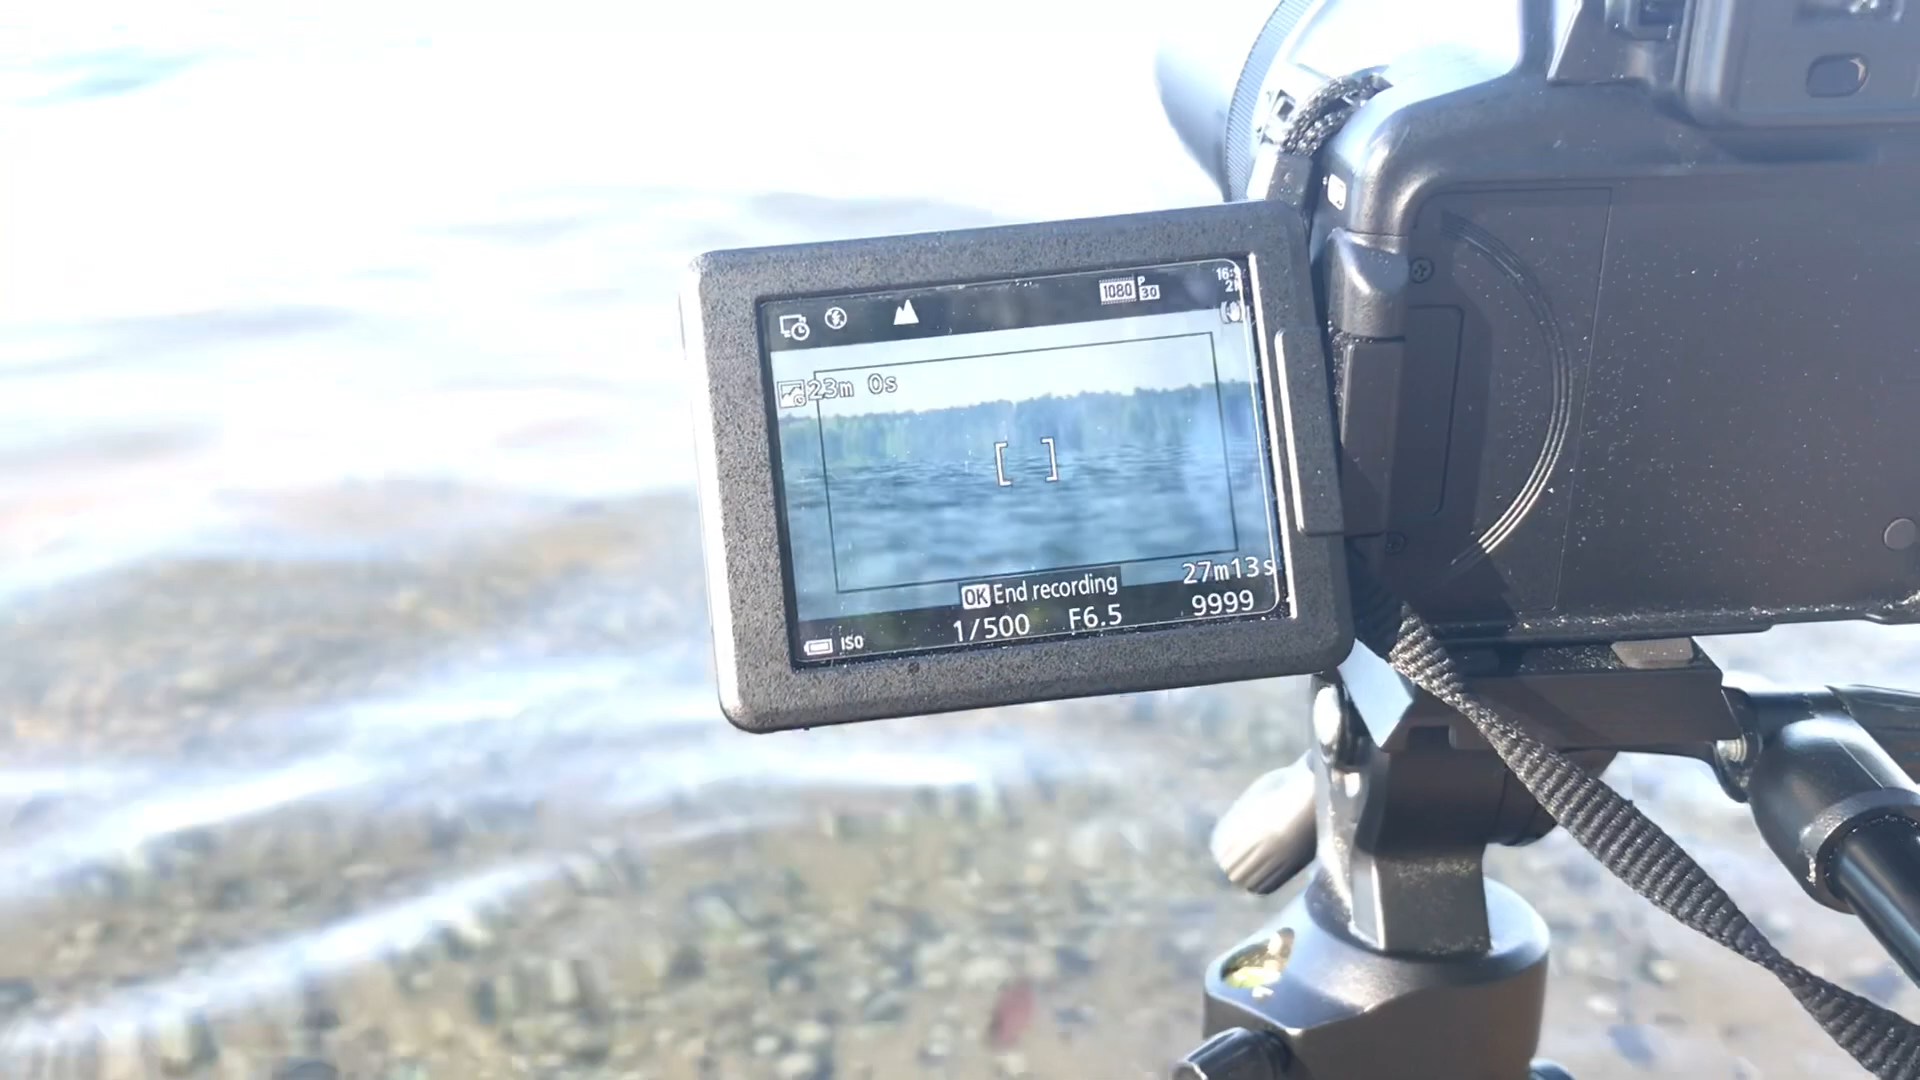 1080 P 30
23m 0s
OK End recording
27m13s
1/500 F6.5 9999
ISO